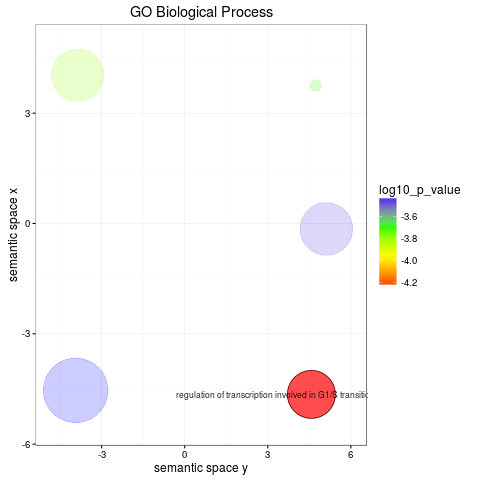 GO Biological Process
semantic space x
3
0
-3
-6
regulation of transcription involved in G1/S transitic
-3
0
3
6
semantic space y
log10_p_value
-3.6
-3.8
-4.0
-4.2